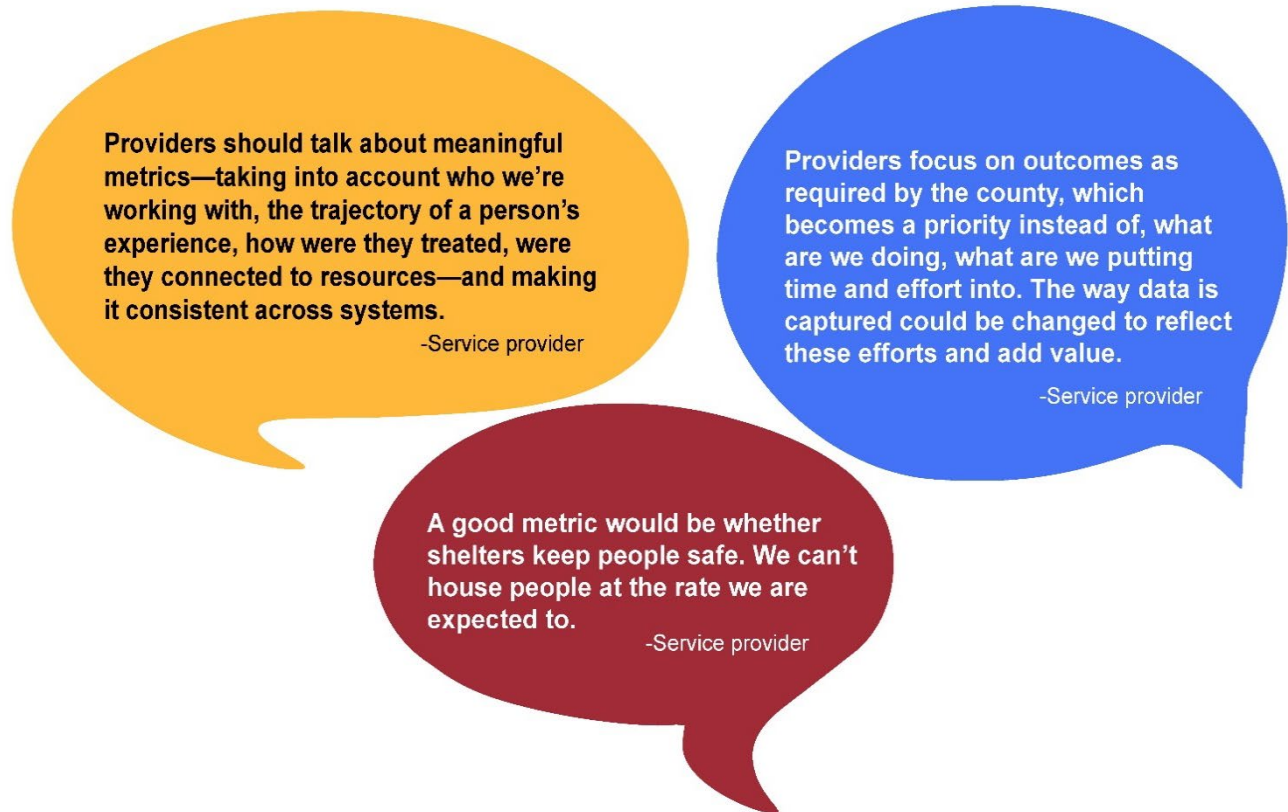 Providers should talk about meaningful
metrics—taking into account who we’re
working with, the trajectory of a person’s
experience, how were they treated, were
they connected to resources—and making
it consistent across systems.
-Service provider
Providers focus on outcomes as
required by the county, which
becomes a priority instead of, what
are we doing, what are we putting
time and effort into. The way data is
captured could be changed to reflect
these efforts and add value.
-Service provider
A good metric would be whether
shelters keep people safe. We can’t
house people at the rate we are
expected to.
-Service provider